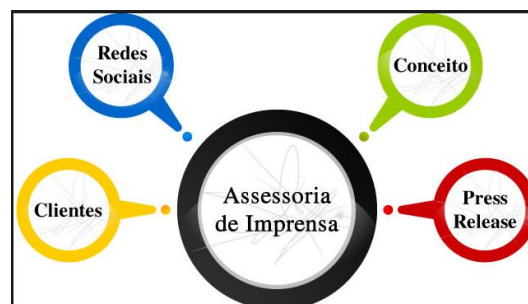 Redes
Sociais
Conceito
Clientes
Assessoria
de Imprensa
Press
Release